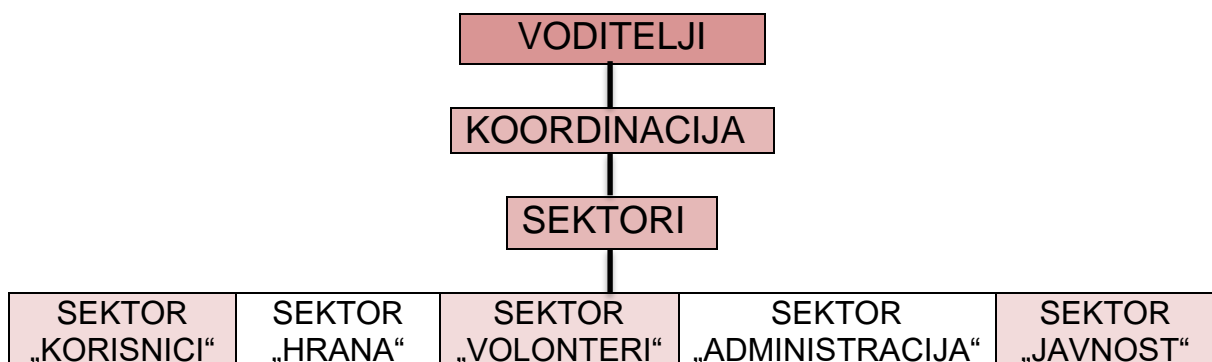 VODITELJI
KOORDINACIJA
SEKTORI
SEKTOR
„KORISNICI“
SEKTOR
„HRANA“
SEKTOR
„VOLONTERI“
SEKTOR
„ADMINISTRACIJA“
SEKTOR
„JAVNOST“